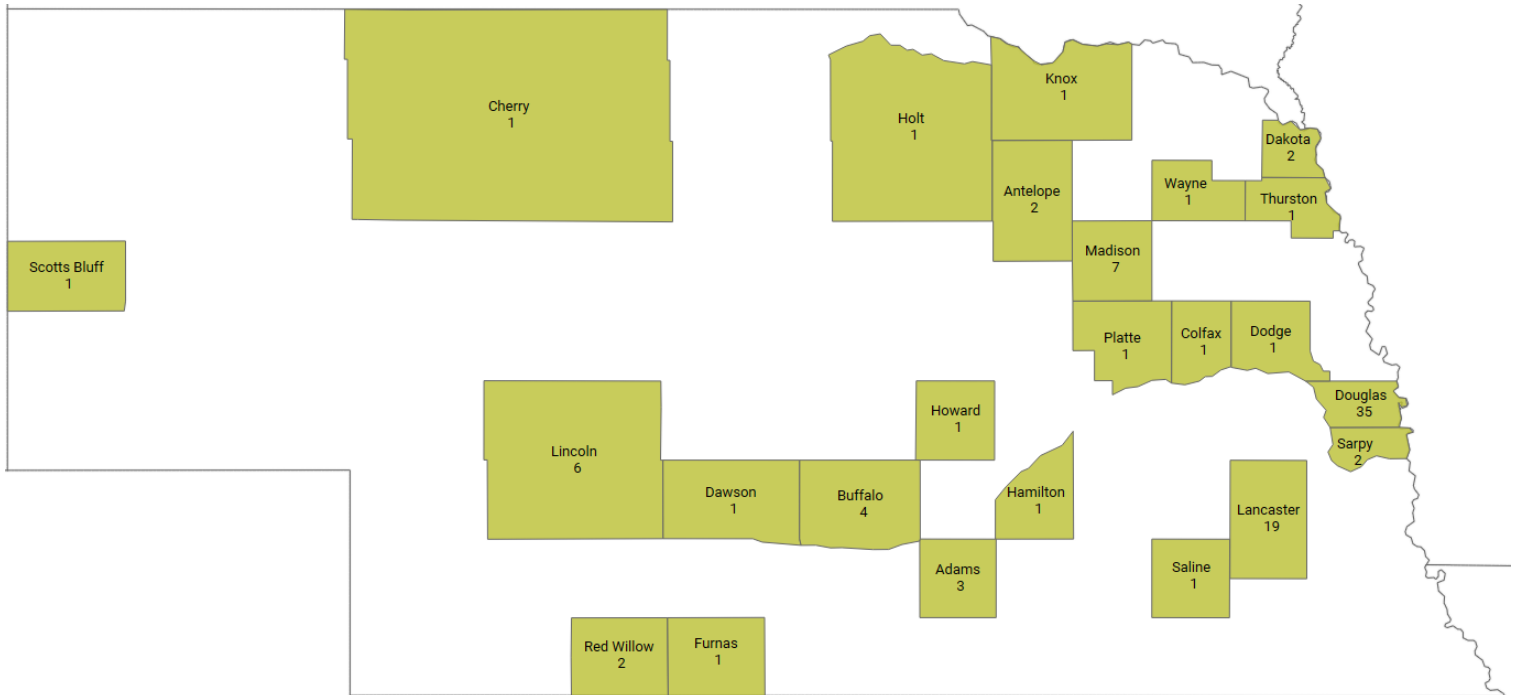 Cherry
1
Holt
1
Knox
1
Dakota
2
Antelope
2
Wayne
1
Thurston
1
Scotts Bluff
1
Madison
7
Platte
1
Colfax
1
Dodge
1
Douglas
35
Sarpy
2
Howard
1
Lincoln
6
Dawson
1
Buffalo
4
Hamilton
1
Lancaster
19
Adams
3
Saline
1
Red Willow
2
Furnas
1